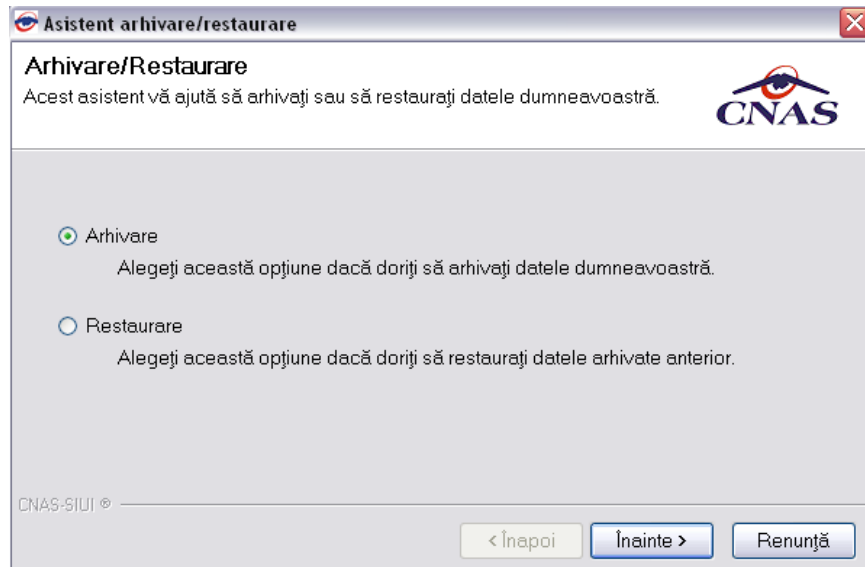 Asistent arhivare/restaurare
Arhivare/Restaurare
Acest asistent vă ajută să arhivaţi sau să restauraţi datele dumneavoastră.
CNAS
Arhivare
Alegeţi această opţiune dacă doriţi să arhivaţi datele dumneavoastră.
Restaurare
Alegeţi această opţiune dacă doriţi să restauraţi datele arhivate anterior.
CNAS-SIUI ®
< Înapoi
Înainte >
Renunţă